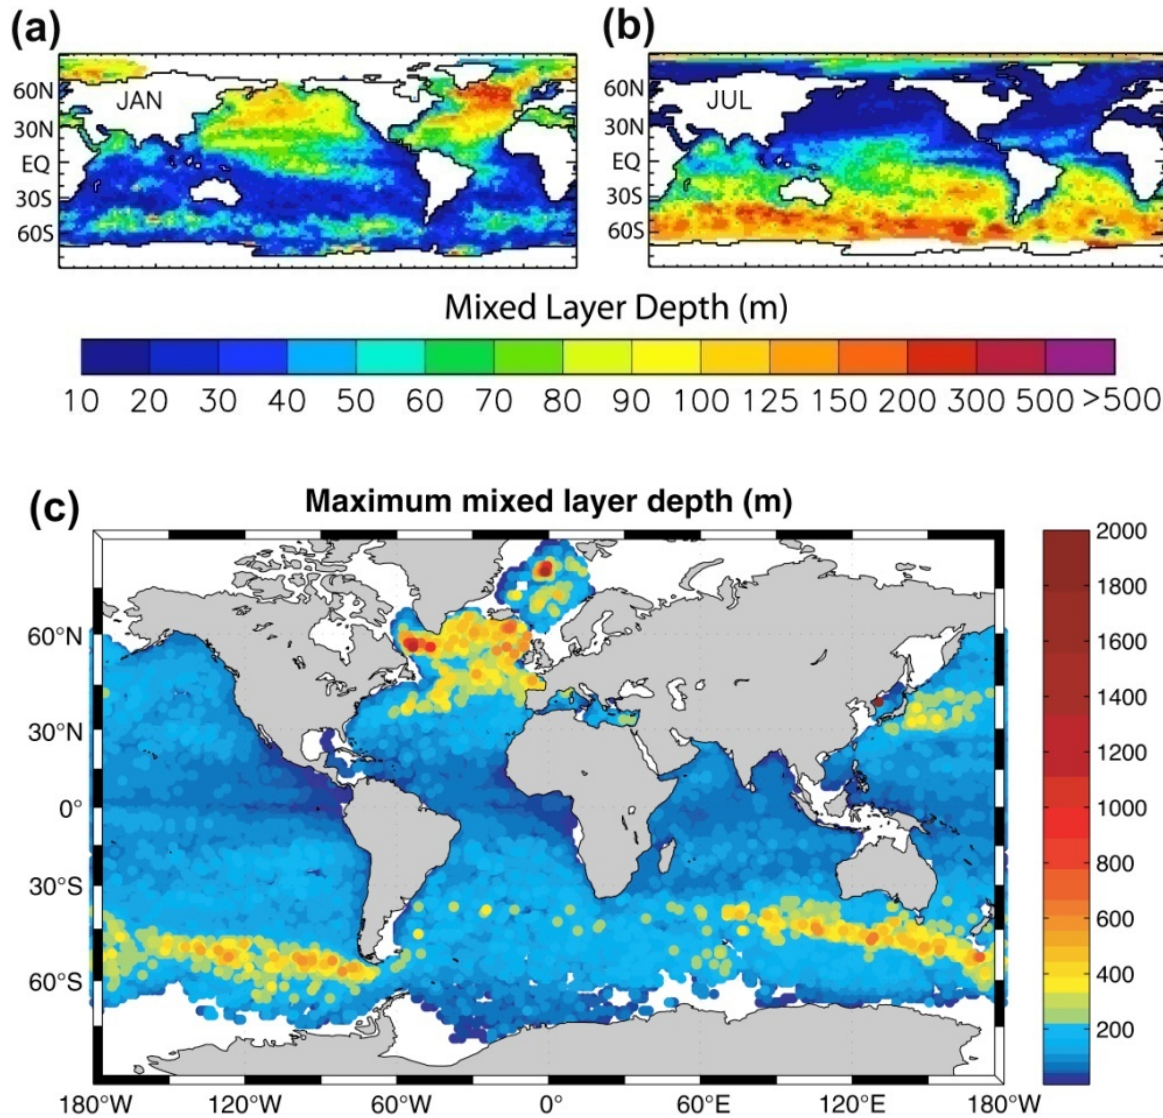 (a)
(b)
60N
30N
EQ
30S
60S
JAN
60N
30N
EQ
30S
60S
JUL
Mixed Layer Depth (m)
10 20 30 40 50 60 70 80 90 100 125 150 200 300 500 >500
(c)
Maximum mixed layer depth (m)
60°N
30°N
0°
30°S
60°S
180°W 120°W 60°W 0° 60°E 120°E 180°W
2000
1800
1600
1400
1200
1000
800
600
400
200